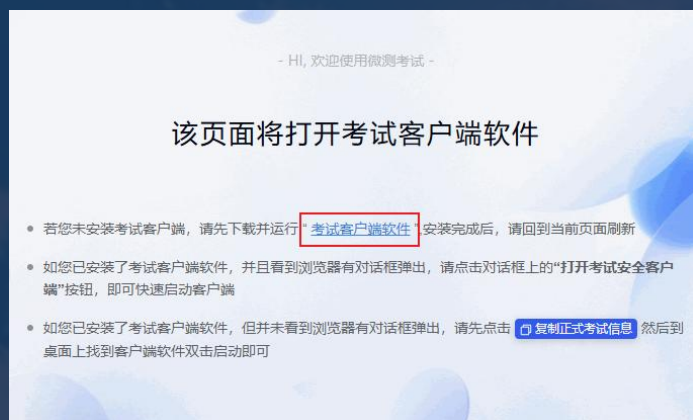 - HI, 欢迎使用微测考试 -
该页面将打开考试客户端软件
若您未安装考试客户端，请先下载并运行 "考试客户端软件",安装完成后，请回到当前页面刷新
如您已安装了考试客户端软件，并且看到浏览器有对话框弹出，请点击对话框上的“打开考试安全客户
端”按钮，即可快速启动客户端
如您已安装了考试客户端软件，但并未看到浏览器有对话框弹出，请先点击 复制正式考试信息 然后到
桌面上找到客户端软件双击启动即可